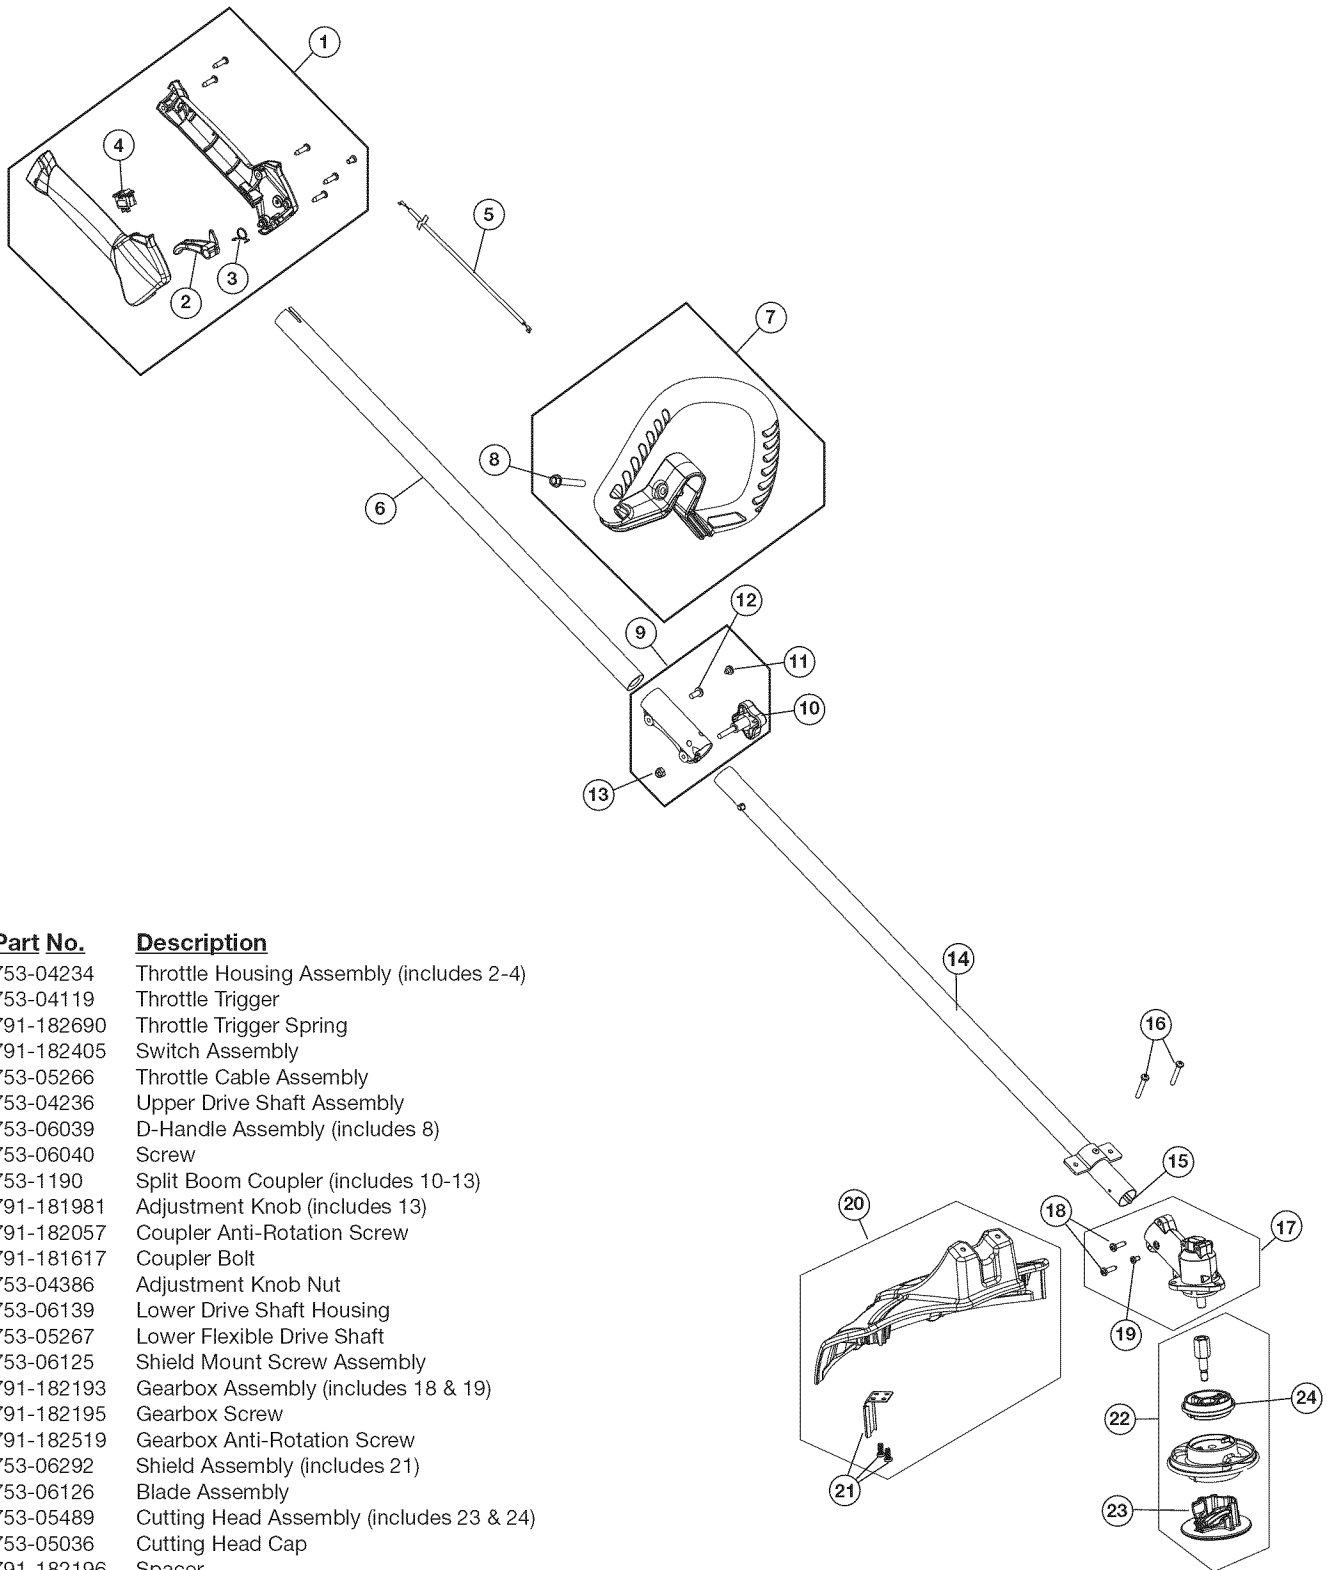 1
4
5
3
2
7
8
6
12
9
11
10
13
14
16
15
20
18
17
19
24
22
21
23
Part No. Description
753-04234 Throttle Housing Assembly (includes 2-4)
753-04119 Throttle Trigger
791-182690 Throttle Trigger Spring
791-182405 Switch Assembly
753-05266 Throttle Cable Assembly
753-04236 Upper Drive Shaft Assembly
753-06039 D-Handle Assembly (includes 8)
753-06040 Screw
753-1190 Split Boom Coupler (includes 10-13)
791-181981 Adjustment Knob (includes 13)
791-182057 Coupler Anti-Rotation Screw
791-181617 Coupler Bolt
753-04386 Adjustment Knob Nut
753-06139 Lower Drive Shaft Housing
753-05267 Lower Flexible Drive Shaft
753-06125 Shield Mount Screw Assembly
791-182193 Gearbox Assembly (includes 18 & 19)
791-182195 Gearbox Screw
791-182519 Gearbox Anti-Rotation Screw
753-06292 Shield Assembly (includes 21)
753-06126 Blade Assembly
753-05489 Cutting Head Assembly (includes 23 & 24)
753-05036 Cutting Head Cap
791-182196 Spacer